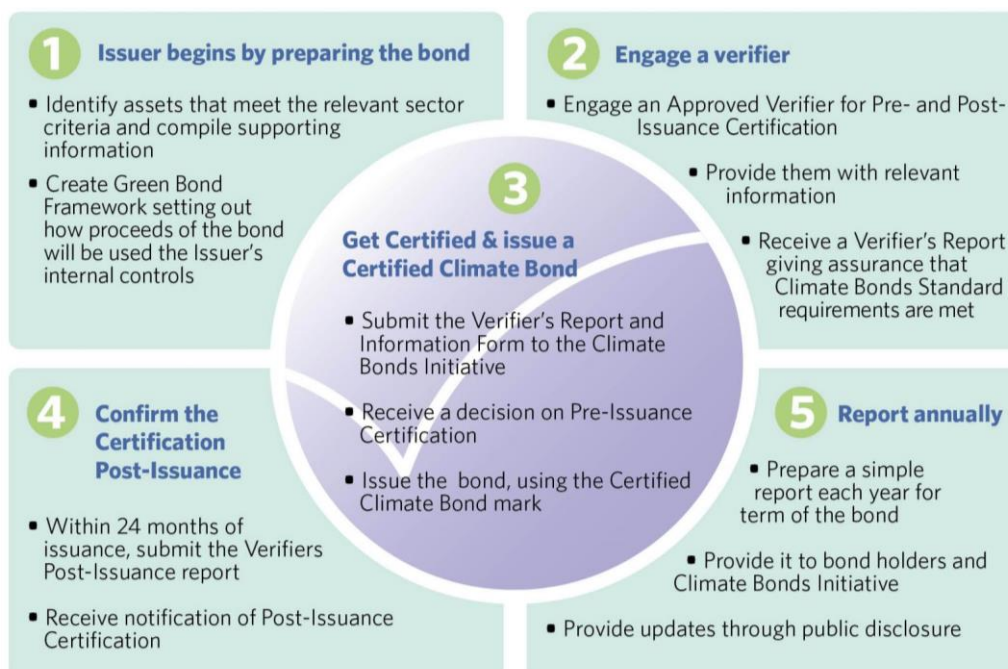 1 Issuer begins by preparing the bond
▪ Identify assets that meet the relevant sector
criteria and compile supporting
information
▪ Create Green Bond
Framework setting out
how proceeds of the bond
will be used the Issuer's
internal controls
2 Engage a verifier
▪ Engage an Approved Verifier for Pre- and Post-
Issuance Certification
▪ Provide them with relevant
information
▪ Receive a Verifier's Report
giving assurance that
Climate Bonds Standard
requirements are met
3
Get Certified & issue a
Certified Climate Bond
▪ Submit the Verifier's Report and
Information Form to the Climate
Bonds Initiative
▪ Receive a decision on Pre-Issuance
Certification
▪ Issue the bond, using the Certified
Climate Bond mark
4 Confirm the
Certification
Post-Issuance
▪ Within 24 months of
issuance, submit the Verifiers
Post-Issuance report
▪ Receive notification of Post-Issuance
Certification
5 Report annually
▪ Prepare a simple
report each year for
term of the bond
▪ Provide it to bond holders and
Climate Bonds Initiative
▪ Provide updates through public disclosure